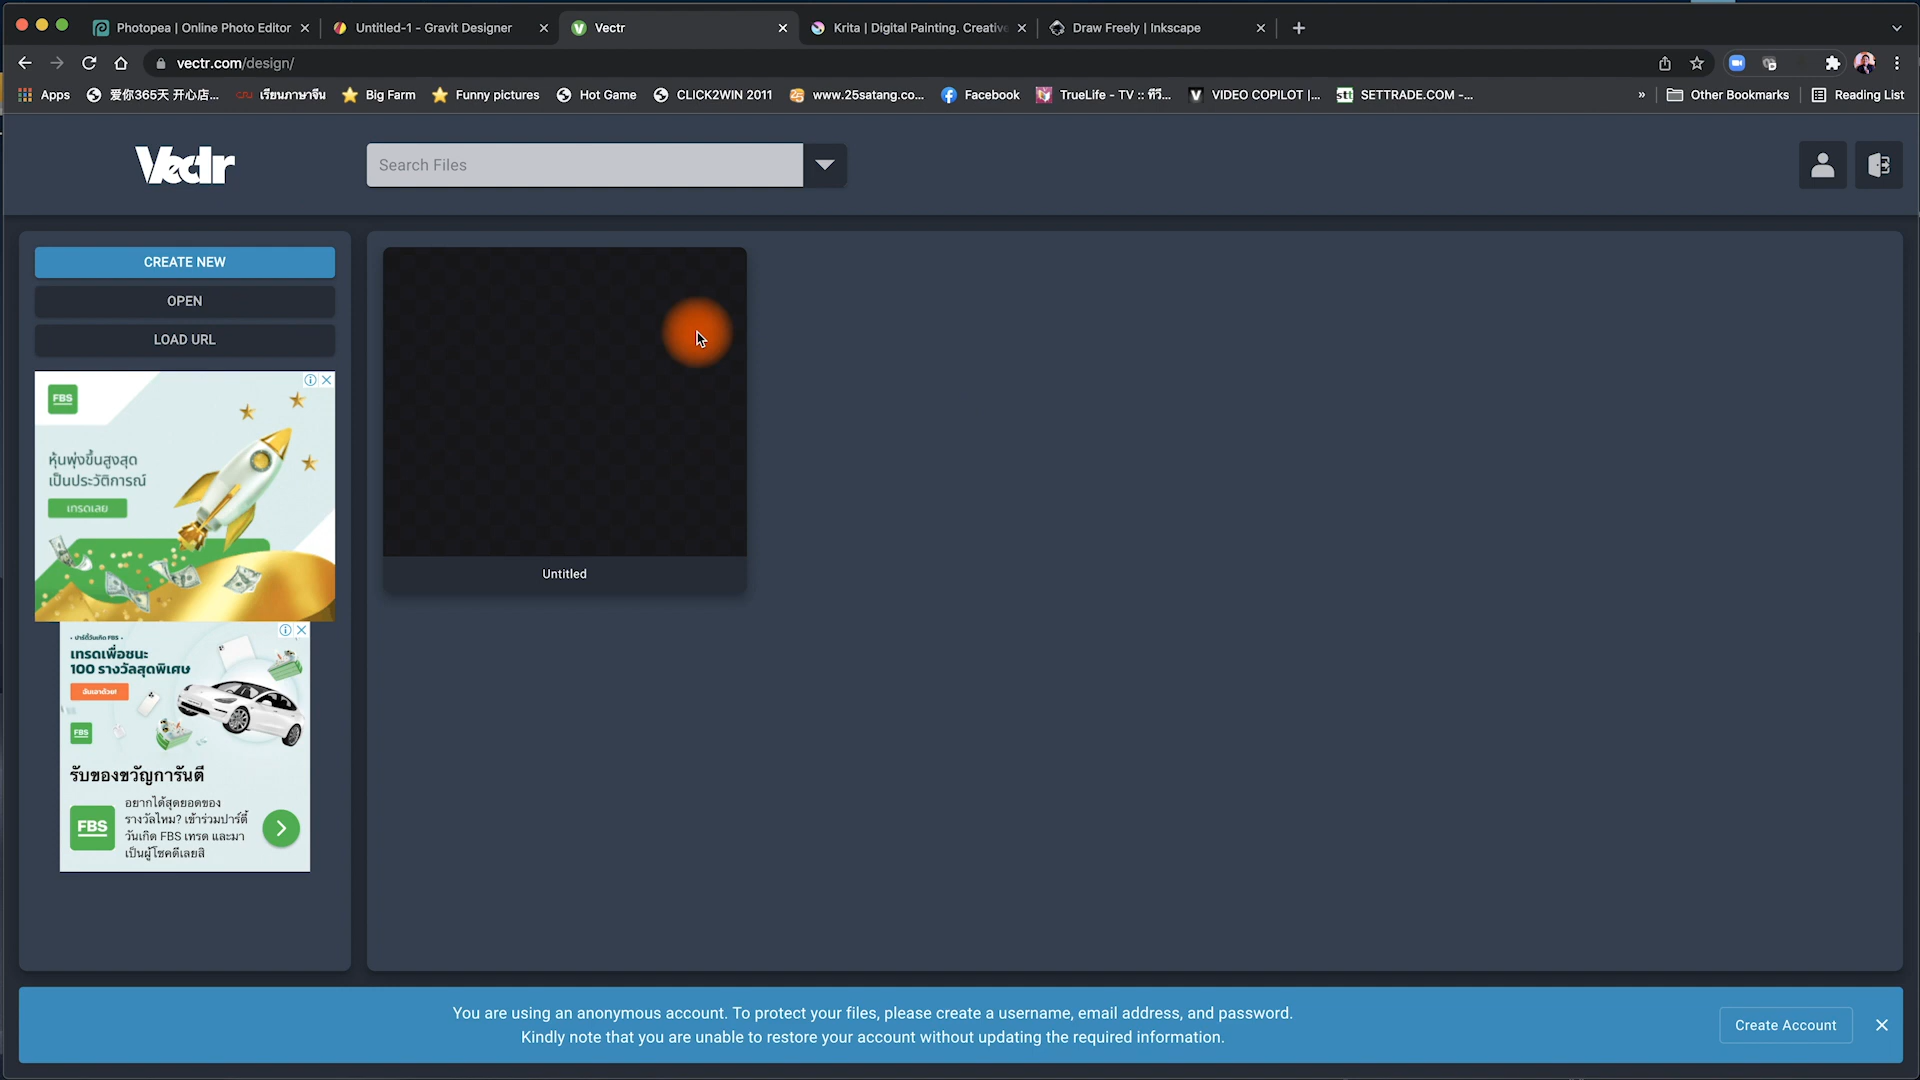 Photopea | Online Photo Editor
Untitled-1 - Gravit Designer
Vectr
Krita | Digital Painting. Creative
Draw Freely | Inkscape
vectr.com/design/
Apps
爱你365天 开心店...
เรียนภาษาจีน
Big Farm
Funny pictures
Hot Game
CLICK2WIN 2011
www.25satang.co...
Facebook
TrueLife - TV :: ทีวี...
VIDEO COPILOT |...
stt SETTRADE.COM -...
»
Other Bookmarks
Reading List
Vectr
Search Files
CREATE NEW
OPEN
LOAD URL
FBS
หุ้นพุ่งขึ้นสูงสุด
เป็นประวัติการณ์
เทรดเลย
Untitled
เทรดเพื่อชนะ
100 รางวัลสุดพิเศษ
FBS
รับของขวัญการันตี
FBS
อยากได้สุดยอดของ
รางวัลไหม? เข้าร่วมปาร์ตี้
วันเกิด FBS เทรด และมา
เป็นผู้โชคดีเลยสิ
You are using an anonymous account. To protect your files, please create a username, email address, and password.
Kindly note that you are unable to restore your account without updating the required information.
Create Account